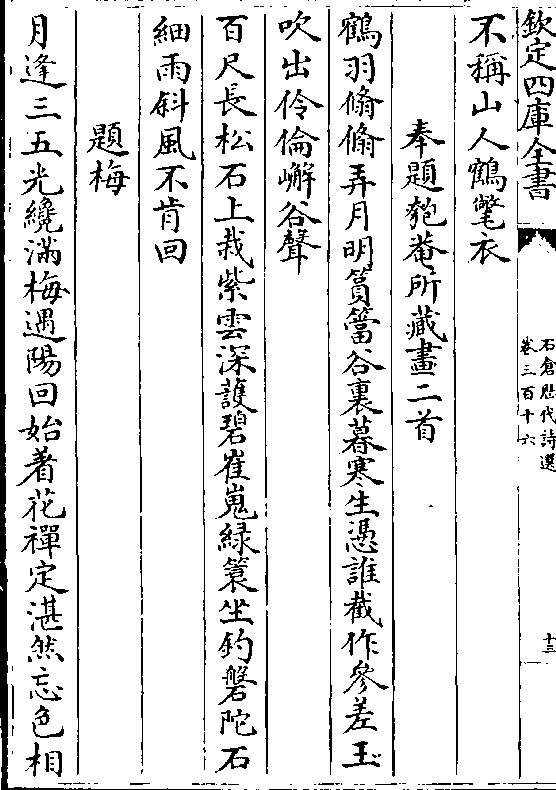 欽定四庫全書
石倉歷代詩選
卷三百十六
十三
不稱山人鶴氅衣
奉題匏菴所藏畫二首
鶴羽翛翛弄月明篔簹谷裏暮寒生憑誰截作參差玉
吹出伶倫嶰谷聲
百尺長松石上栽紫雲深護碧崔嵬緑簑坐釣磐陀石
細雨斜風不肯回
題梅
月逢三五光纔滿梅遇陽回始着花禪定湛然忘色相